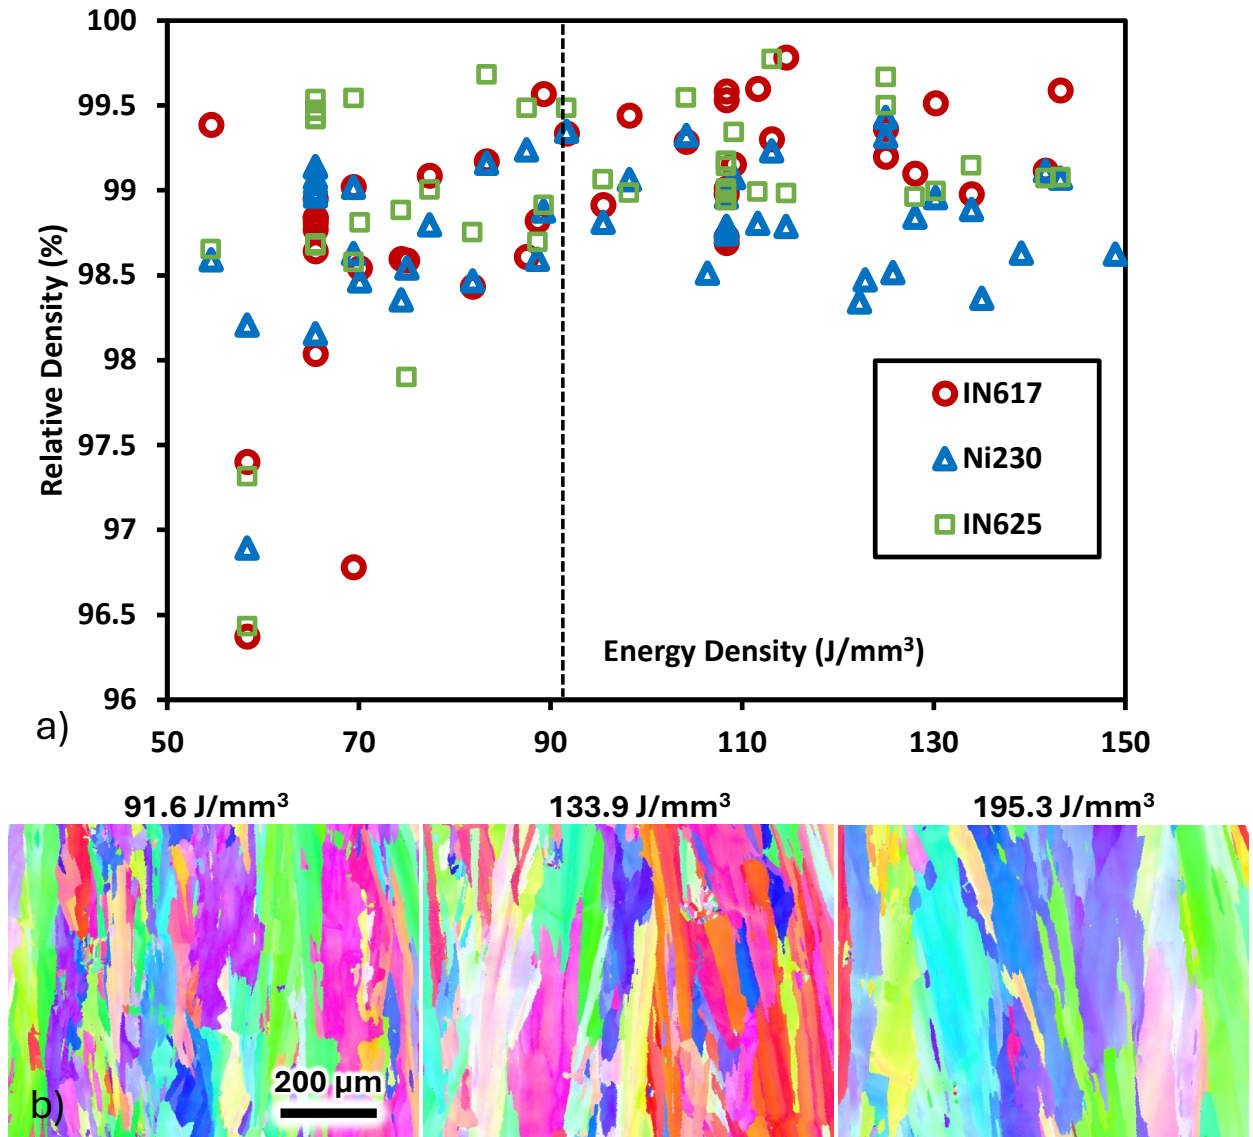 100
99.5
99
98.5
98
97.5
97
96.5
96
Relative Density (%)
IN617
Ni230
IN625
Energy Density (J/mm³)
a)
50 70 90 110 130 150
91.6 J/mm³ 133.9 J/mm³ 195.3 J/mm³
200 μm
b)